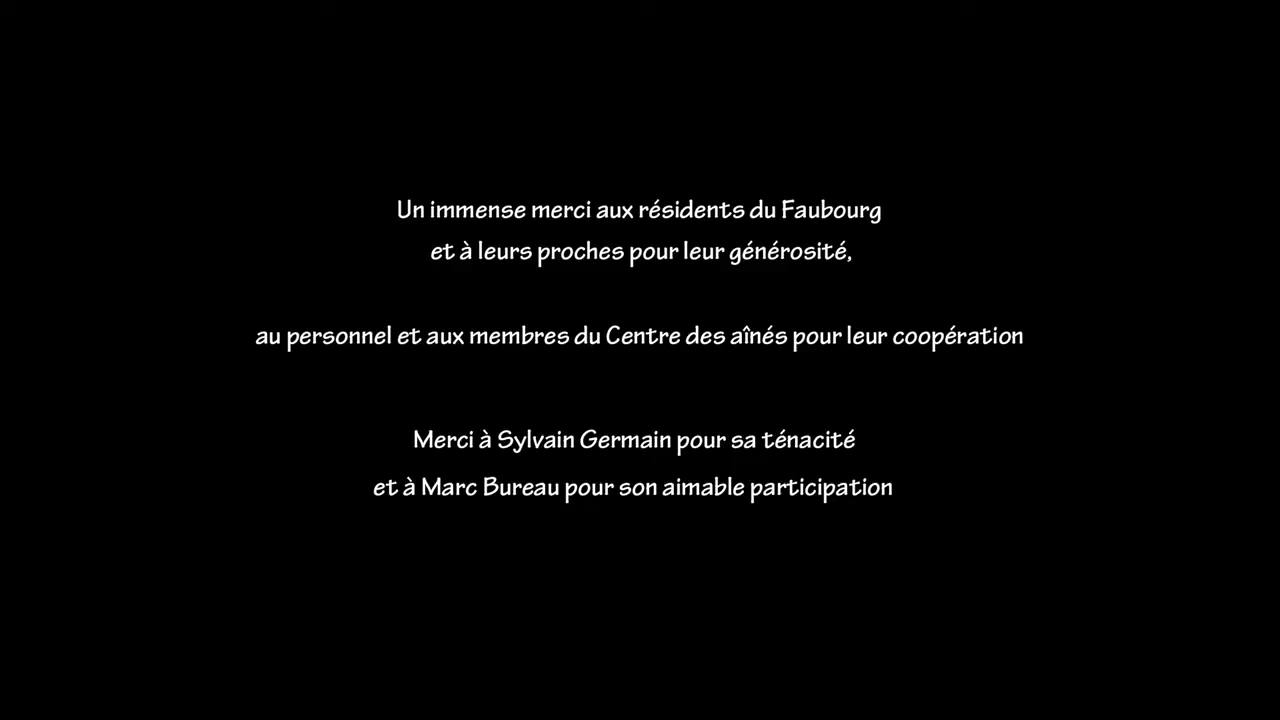 Un immense merci aux résidents du Faubourg
et à leurs proches pour leur générosité,
au personnel et aux membres du Centre des aînés pour leur coopération
Merci à Sylvain Germain pour sa ténacité
et à Marc Bureau pour son aimable participation